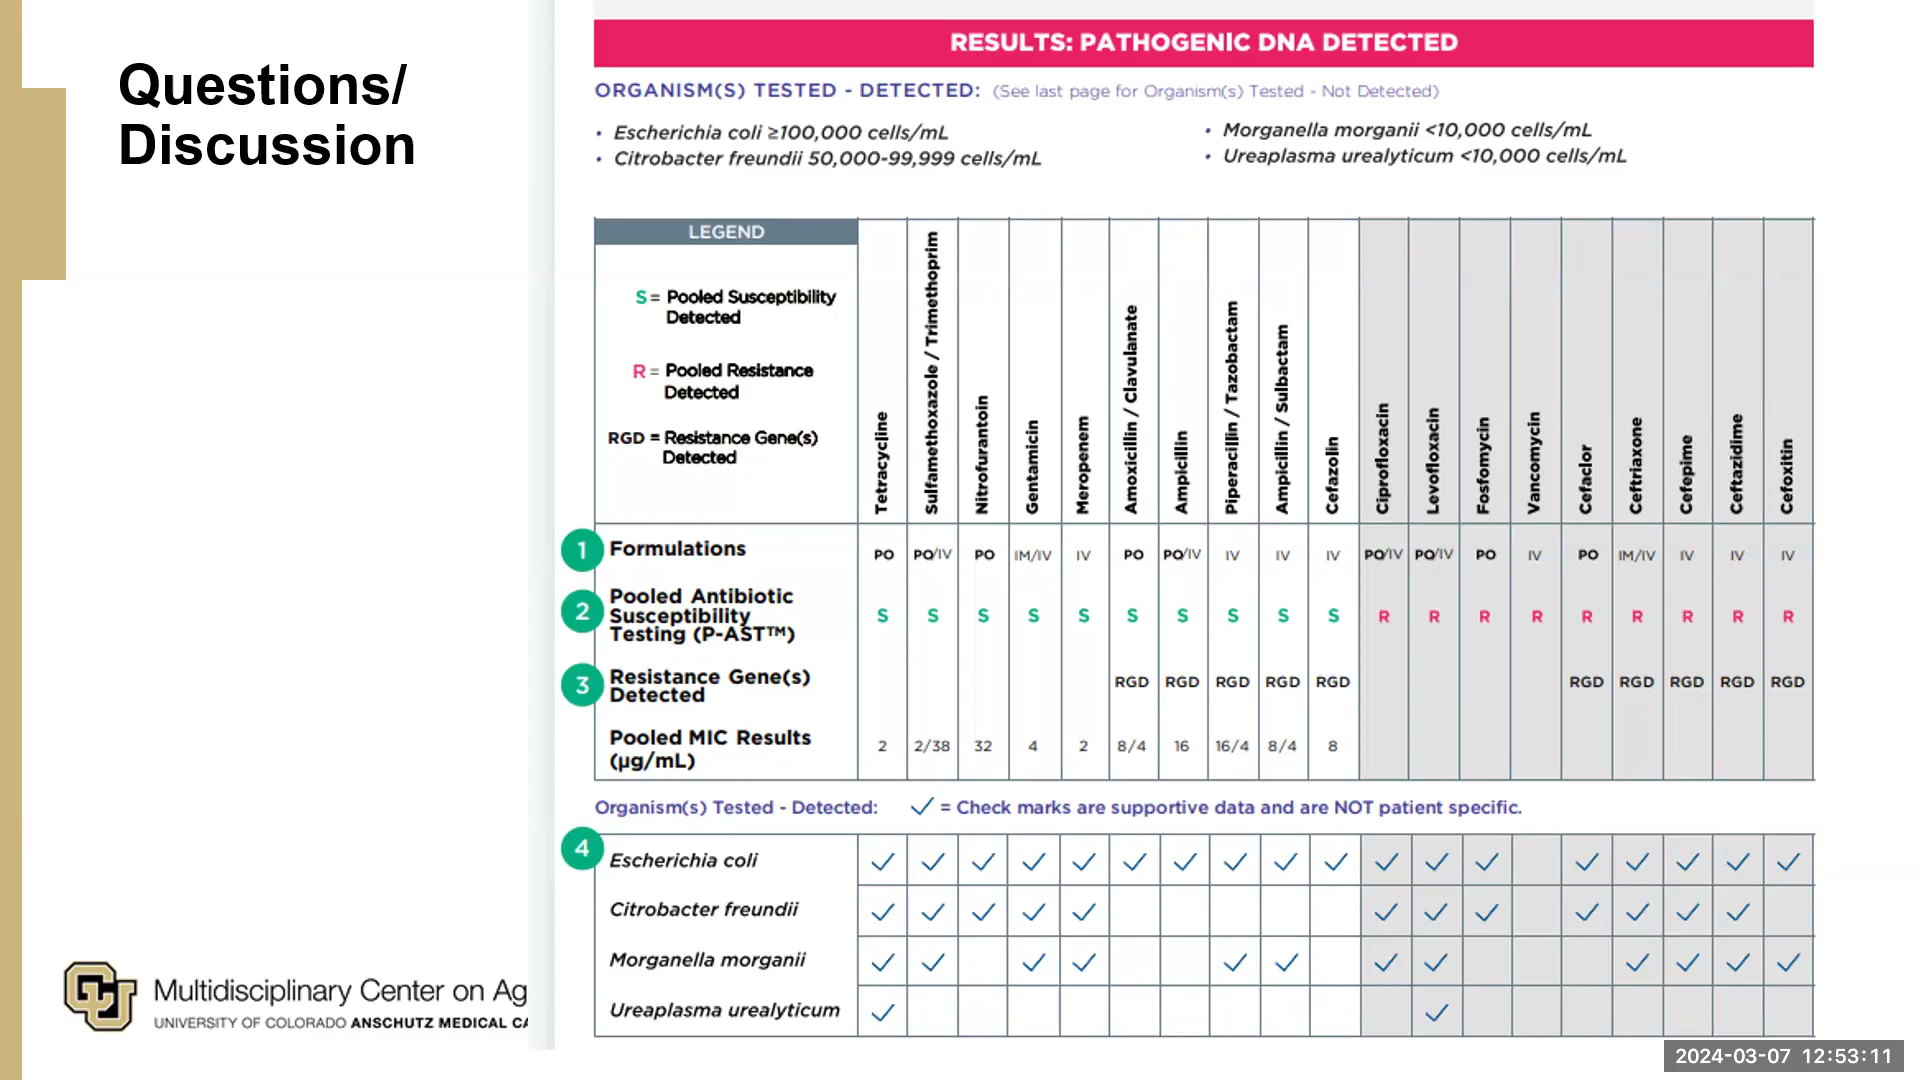 Questions/
Discussion
RESULTS: PATHOGENIC DNA DETECTED
ORGANISM(S) TESTED - DETECTED: (See last page for Organism(s) Tested - Not Detected)
• Escherichia coli ≥100,000 cells/mL
• Citrobacter freundii 50,000-99,999 cells/mL
• Morganella morganii <10,000 cells/mL
• Ureaplasma urealyticum <10,000 cells/mL
LEGEND
S = Pooled Susceptibility
Detected
R = Pooled Resistance
Detected
RGD = Resistance Gene(s)
Detected
Tetracycline
Sulfamethoxazole / Trimethoprim
Nitrofurantoin
Gentamicin
Meropenem
Amoxicillin / Clavulanate
Ampicillin
Piperacillin / Tazobactam
Ampicillin / Sulbactam
Cefazolin
Ciprofloxacin
Levofloxacin
Fosfomycin
Vancomycin
Cefaclor
Ceftriaxone
Cefepime
Ceftazidime
Cefoxitin
1 Formulations PO PO/IV PO IM/IV IV PO PO/IV IV IV IV PO/IV PO/IV PO IV PO IM/IV IV IV IV
2 Pooled Antibiotic
Susceptibility
Testing (P-AST™) S S S S S S S S S S R R R R R R R R R
3 Resistance Gene(s)
Detected RGD RGD RGD RGD RGD RGD RGD RGD RGD RGD
Pooled MIC Results
(µg/mL) 2 2/38 32 4 2 8/4 16 16/4 8/4 8
Organism(s) Tested - Detected: ✓ = Check marks are supportive data and are NOT patient specific.
4 Escherichia coli ✓ ✓ ✓ ✓ ✓ ✓ ✓ ✓ ✓ ✓ ✓ ✓ ✓ ✓ ✓ ✓ ✓ ✓
Citrobacter freundii ✓ ✓ ✓ ✓ ✓ ✓ ✓ ✓ ✓ ✓ ✓ ✓
Morganella morganii ✓ ✓ ✓ ✓ ✓ ✓ ✓ ✓ ✓ ✓ ✓ ✓
Ureaplasma urealyticum ✓ ✓
CU
Multidisciplinary Center on Ag
UNIVERSITY OF COLORADO ANSCHUTZ MEDICAL CA
2024-03-07 12:53:11